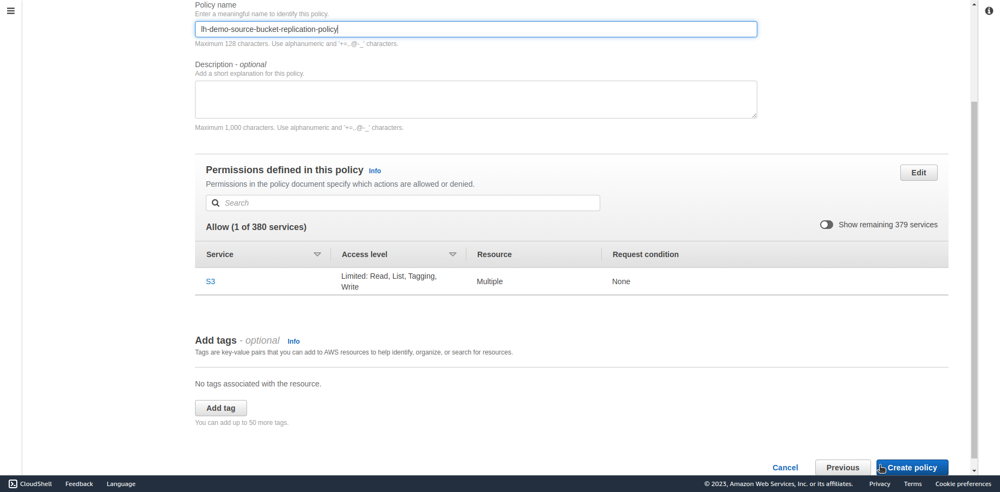 Policy name
Enter a meaningful name to identify this policy.
lh-demo-source-bucket-replication-policy
Maximum 128 characters. Use alphanumeric and '+=,.@-_' characters.
Description - optional
Add a short explanation for this policy.
Maximum 1,000 characters. Use alphanumeric and '+=,.@-_' characters.
Permissions defined in this policy Info
Edit
Permissions in the policy document specify which actions are allowed or denied.
Search
Allow (1 of 380 services)
Show remaining 379 services
Service Access level Resource Request condition
S3 Limited: Read, List, Tagging, Write Multiple None
Add tags - optional Info
Tags are key-value pairs that you can add to AWS resources to help identify, organize, or search for resources.
No tags associated with the resource.
Add tag
You can add up to 50 more tags.
Cancel Previous Create policy
CloudShell Feedback Language © 2023, Amazon Web Services, Inc. or its affiliates. Privacy Terms Cookie preferences